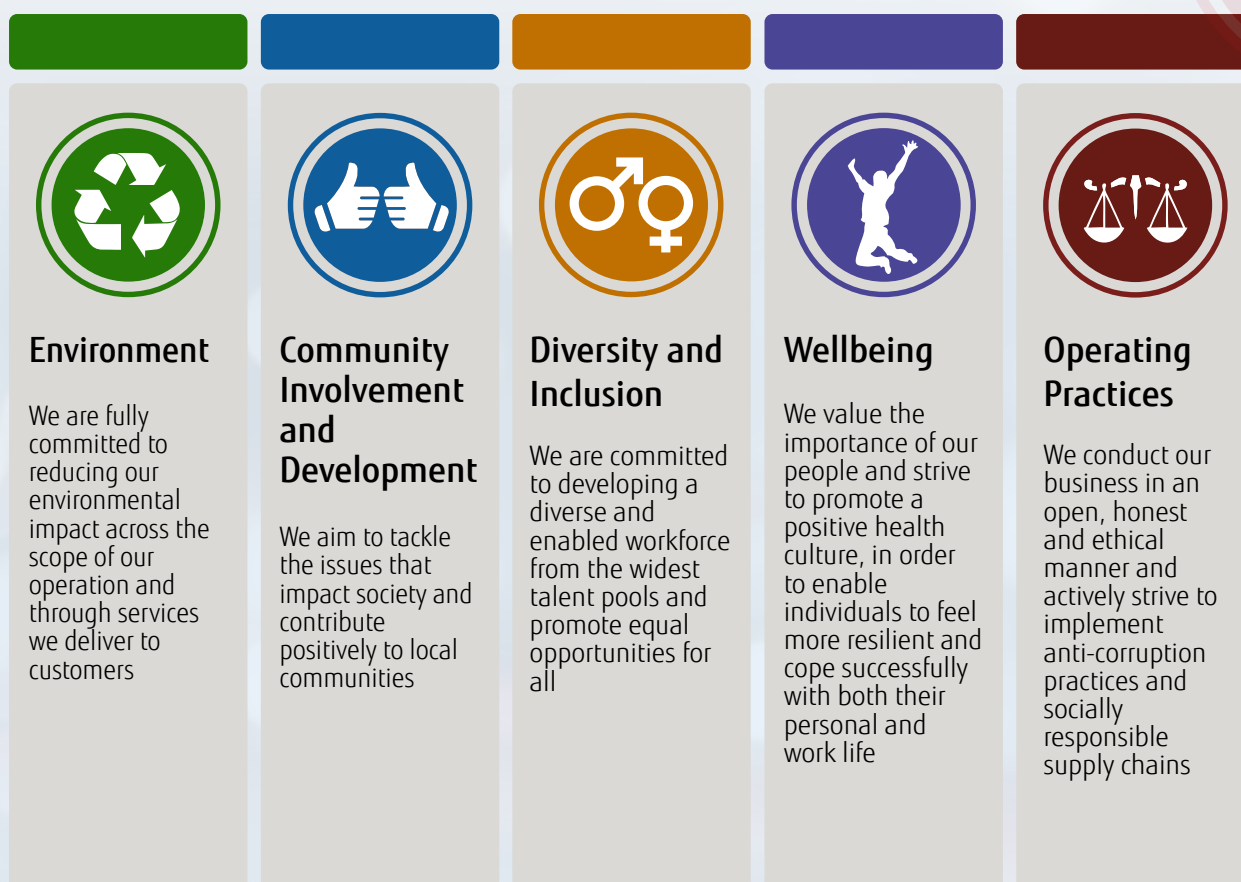 Environment
We are fully
committed to
reducing our
environmental
impact across the
scope of our
operation and
through services
we deliver to
customers
Community
Involvement
and
Development
We aim to tackle
the issues that
impact society and
contribute
positively to local
communities
Diversity and
Inclusion
We are committed
to developing a
diverse and
enabled workforce
from the widest
talent pools and
promote equal
opportunities for
all
Wellbeing
We value the
importance of our
people and strive
to promote a
positive health
culture, in order
to enable
individuals to feel
more resilient and
cope successfully
with both their
personal and
work life
Operating
Practices
We conduct our
business in an
open, honest
and ethical
manner and
actively strive to
implement
anti-corruption
practices and
socially
responsible
supply chains